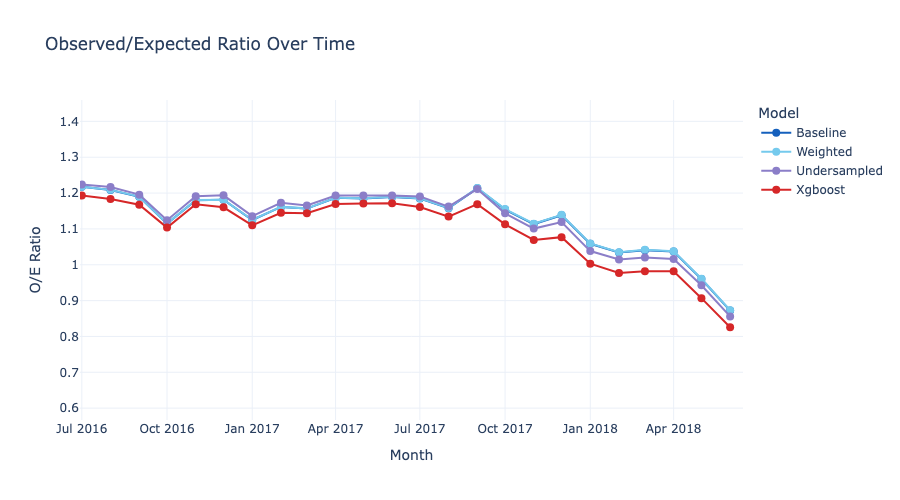 Observed/Expected Ratio Over Time
Model
Baseline
Weighted
Undersampled
Xgboost
O/E Ratio
1.4
1.3
1.2
1.1
1
0.9
0.8
0.7
0.6
Jul 2016 Oct 2016 Jan 2017 Apr 2017 Jul 2017 Oct 2017 Jan 2018 Apr 2018
Month